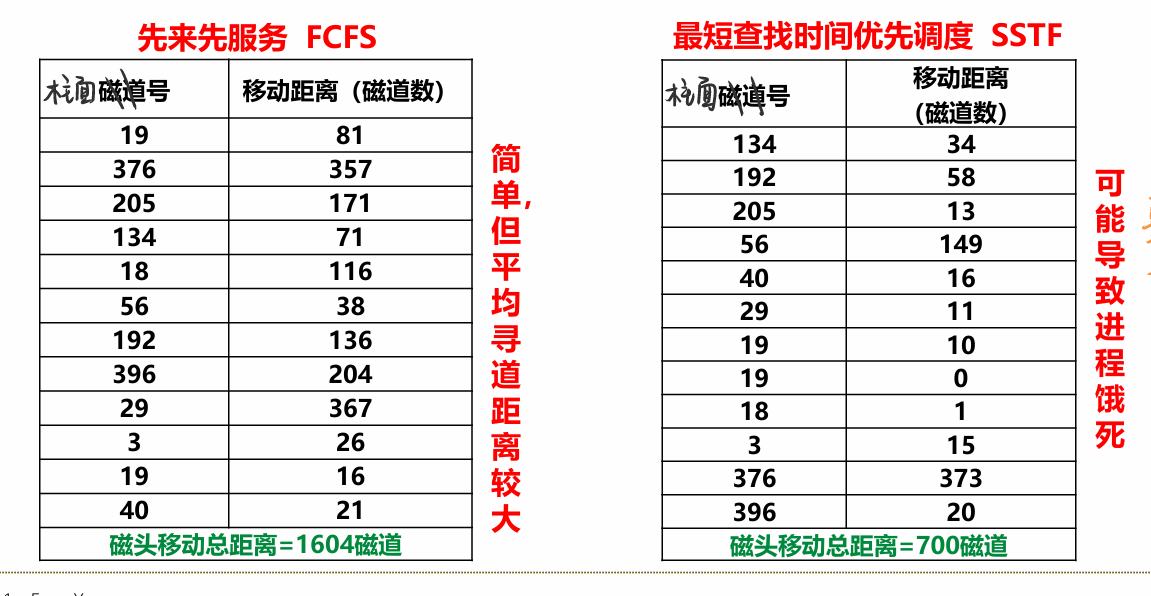 先来先服务 FCFS
柱面磁道号 移动距离（磁道数）
19 81
376 357
205 171
134 71
18 116
56 38
192 136
396 204
29 367
3 26
19 16
40 21
磁头移动总距离=1604磁道
简单，但平均寻道距离较大
最短查找时间优先调度 SSTF
柱面磁道号 移动距离
（磁道数）
134 34
192 58
205 13
56 149
40 16
29 11
19 10
19 0
18 1
3 15
376 373
396 20
磁头移动总距离=700磁道
可能导致进程饿死